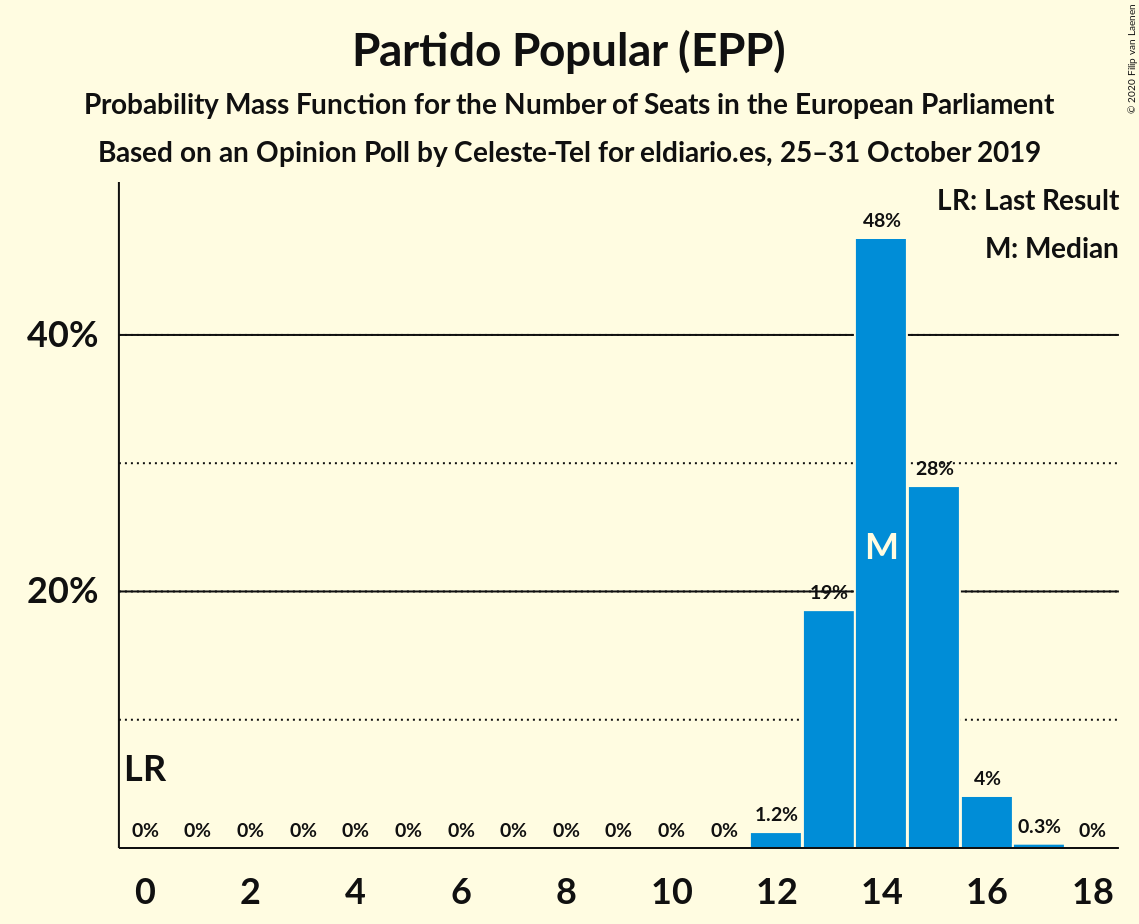 Partido Popular (EPP)
Probability Mass Function for the Number of Seats in the European Parliament
Based on an Opinion Poll by Celeste-Tel for eldiario.es, 25–31 October 2019
© 2020 Filip van Laenen
LR: Last Result
M: Median
48%
40%
28%
M
20%
19%
LR
4%
1.2%
0.3%
0% 0% 0% 0% 0% 0% 0% 0% 0% 0% 0% 0% 0%
0 2 4 6 8 10 12 14 16 18